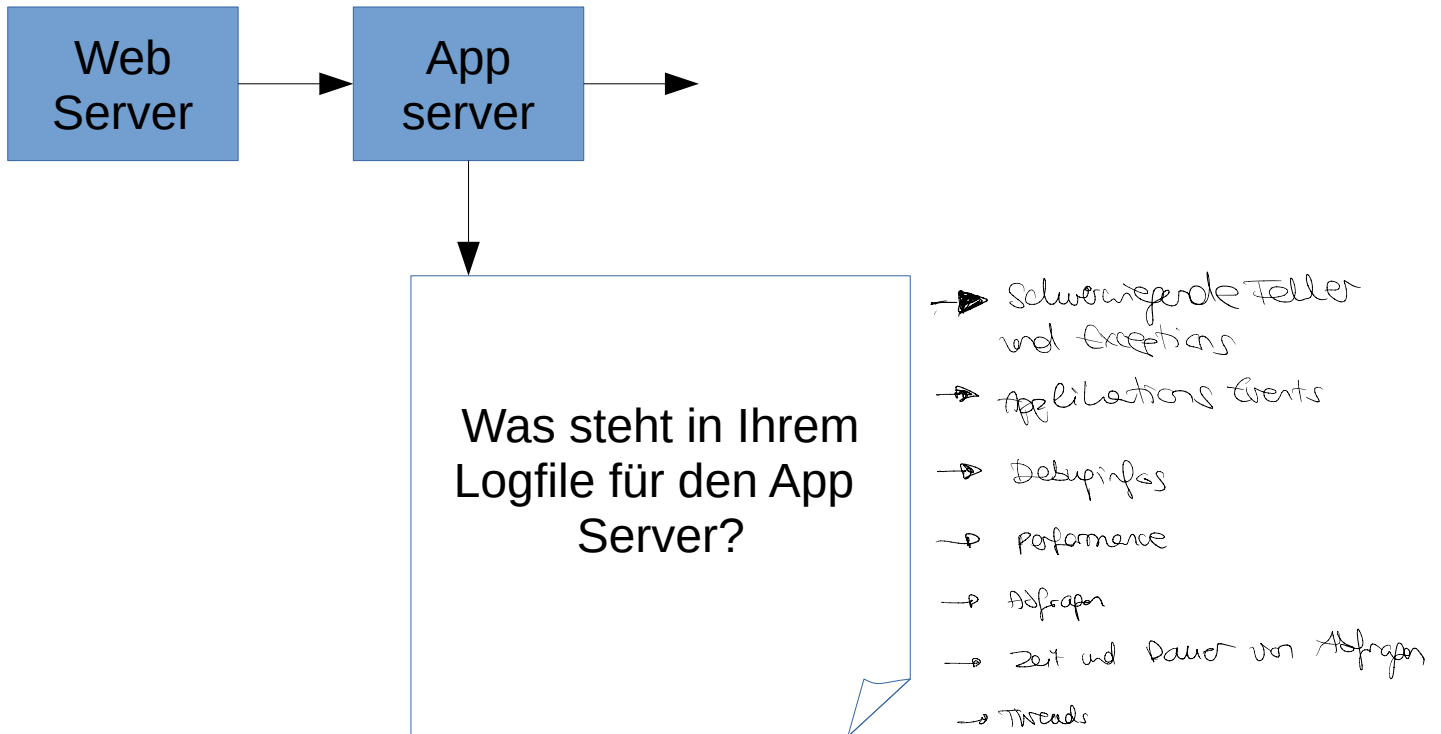 Web
Server
App
server
Was steht in Ihrem
Logfile für den App
Server?
Schwerwiegende Fehler
und Exceptions
Applikations Events
Debuginfos
Performance
Abfragen
Zeit und Dauer von Abfragen
Threads